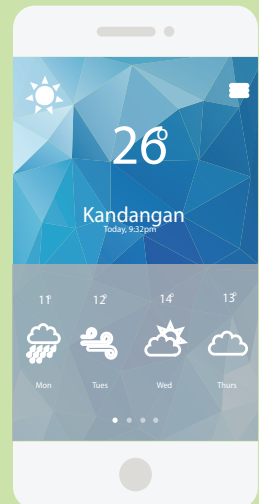 26°
Kandangan
Today, 9:32pm
11° 12° 14° 13°
Mon Tues Wed Thurs